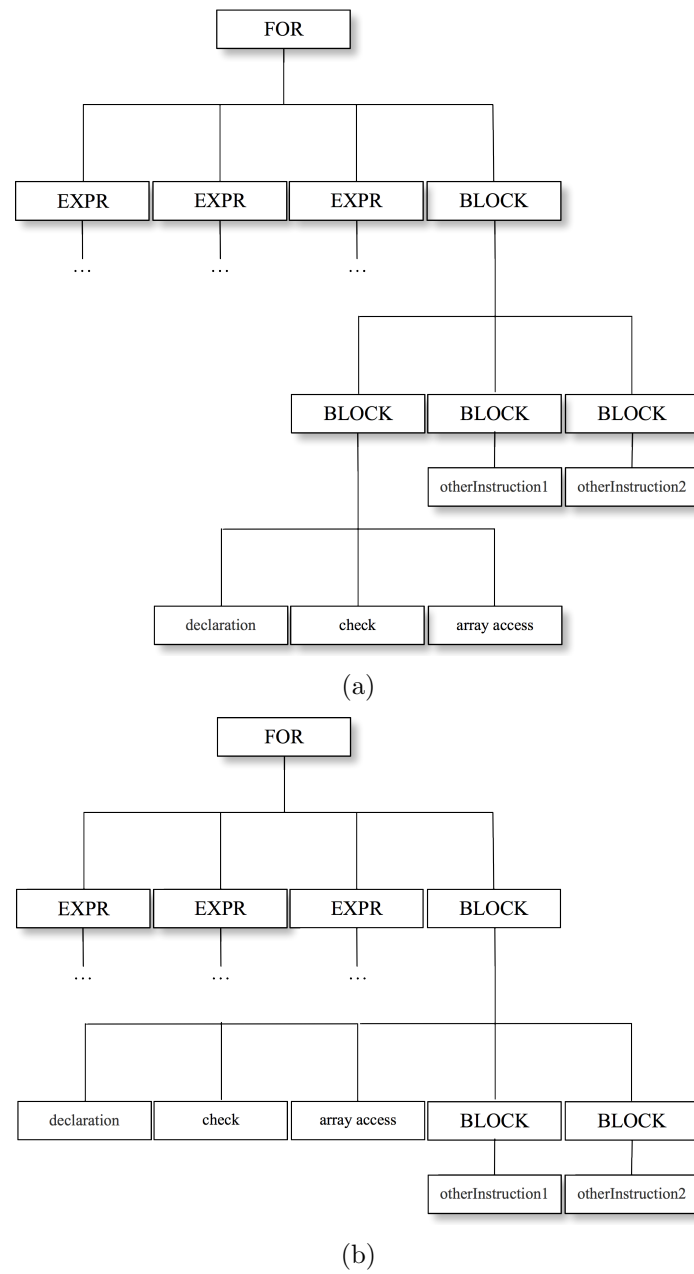 FOR
EXPR EXPR EXPR BLOCK
... ... ...
BLOCK BLOCK BLOCK
otherInstruction1 otherInstruction2
declaration check array access
(a)
FOR
EXPR EXPR EXPR BLOCK
... ... ...
declaration check array access BLOCK BLOCK
otherInstruction1 otherInstruction2
(b)